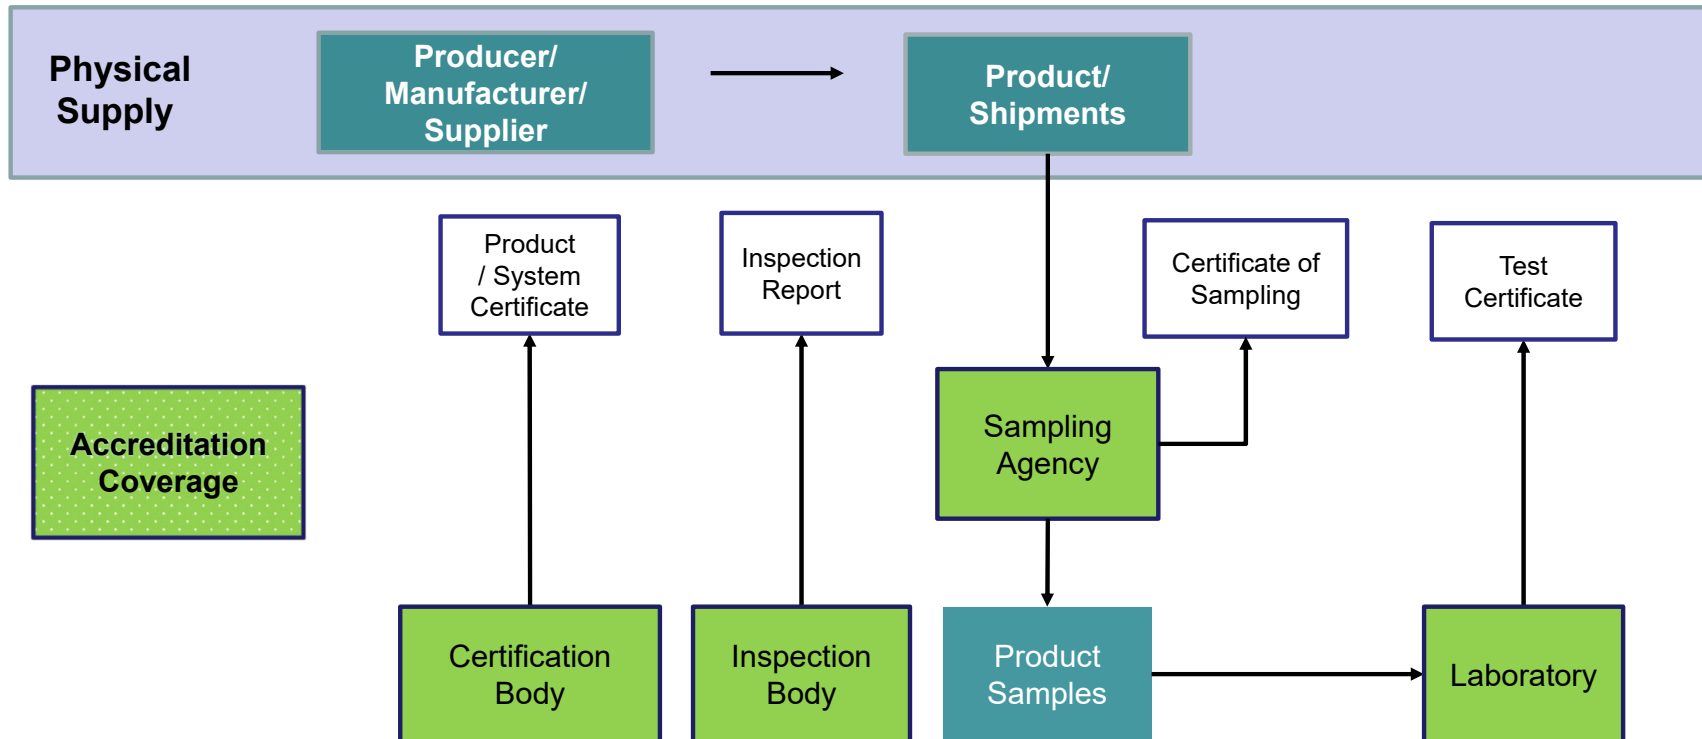 Physical
Supply
Producer/
Manufacturer/
Supplier
Product/
Shipments
Product
/ System
Certificate
Inspection
Report
Certificate of
Sampling
Test
Certificate
Accreditation
Coverage
Sampling
Agency
Certification
Body
Inspection
Body
Product
Samples
Laboratory